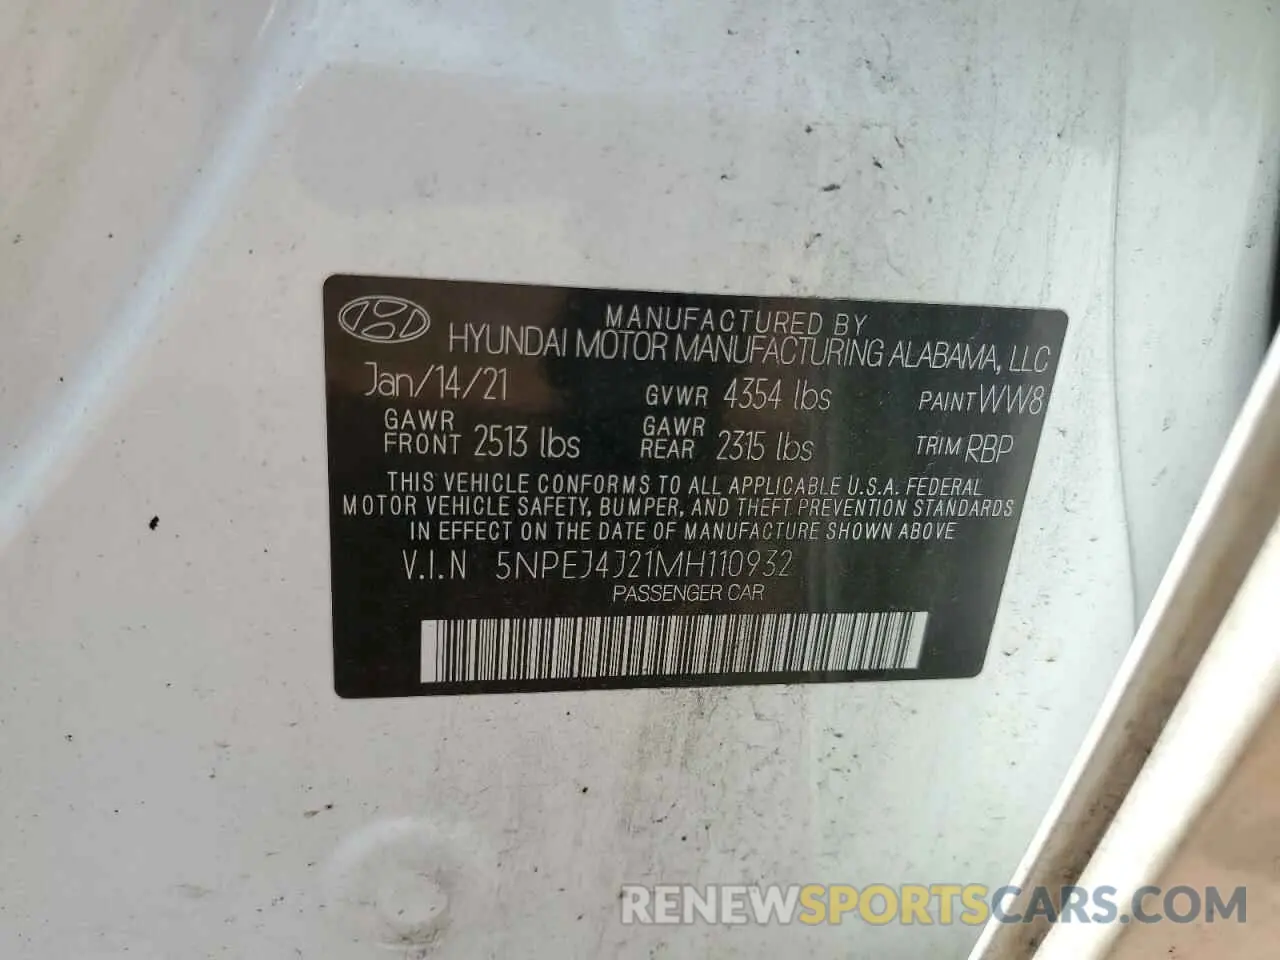 MANUFACTURED BY
HYUNDAI MOTOR MANUFACTURING ALABAMA, LLC
Jan/14/21 GVWR 4354 lbs PAINT WW8
GAWR FRONT 2513 lbs GAWR REAR 2315 lbs TRIM RBP
THIS VEHICLE CONFORMS TO ALL APPLICABLE U.S.A. FEDERAL
MOTOR VEHICLE SAFETY, BUMPER, AND THEFT PREVENTION STANDARDS
IN EFFECT ON THE DATE OF MANUFACTURE SHOWN ABOVE
V.I.N 5NPEJ4J21MH110932
PASSENGER CAR
RENEWSPORTSCARS.COM